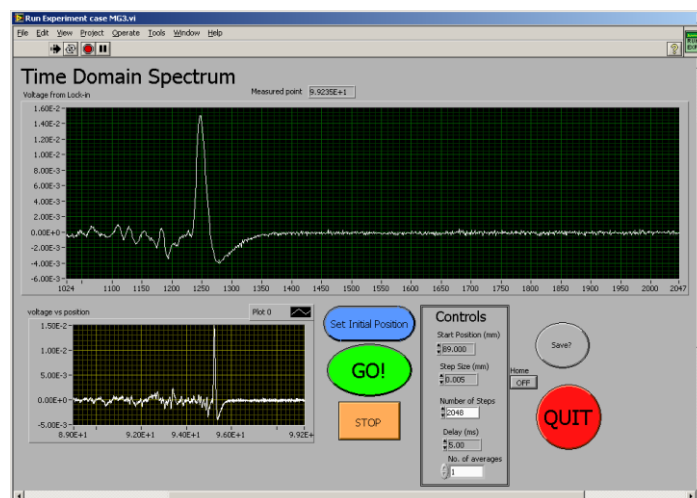 Run Experiment case MG3.vi
File Edit View Project Operate Tools Window Help
Time Domain Spectrum
Voltage from Lock-in
Measured point 9.9235E+1
1.60E-2
1.40E-2
1.20E-2
1.00E-2
8.00E-3
6.00E-3
4.00E-3
2.00E-3
0.00E+0
-2.00E-3
-4.00E-3
-6.00E-3
1024 1100 1150 1200 1250 1300 1350 1400 1450 1500 1550 1600 1650 1700 1750 1800 1850 1900 1950 2000 2047
voltage vs position
Plot 0
1.50E-2
1.00E-2
5.00E-3
0.00E+0
-5.00E-3
8.90E+1 9.20E+1 9.40E+1 9.60E+1 9.92E+
Set Initial Position
GO!
STOP
Controls
Start Position (mm)
89.000
Step Size (mm)
0.005
Number of Steps
2048
Delay (ms)
5.00
No. of averages
1
Save?
Home
OFF
QUIT